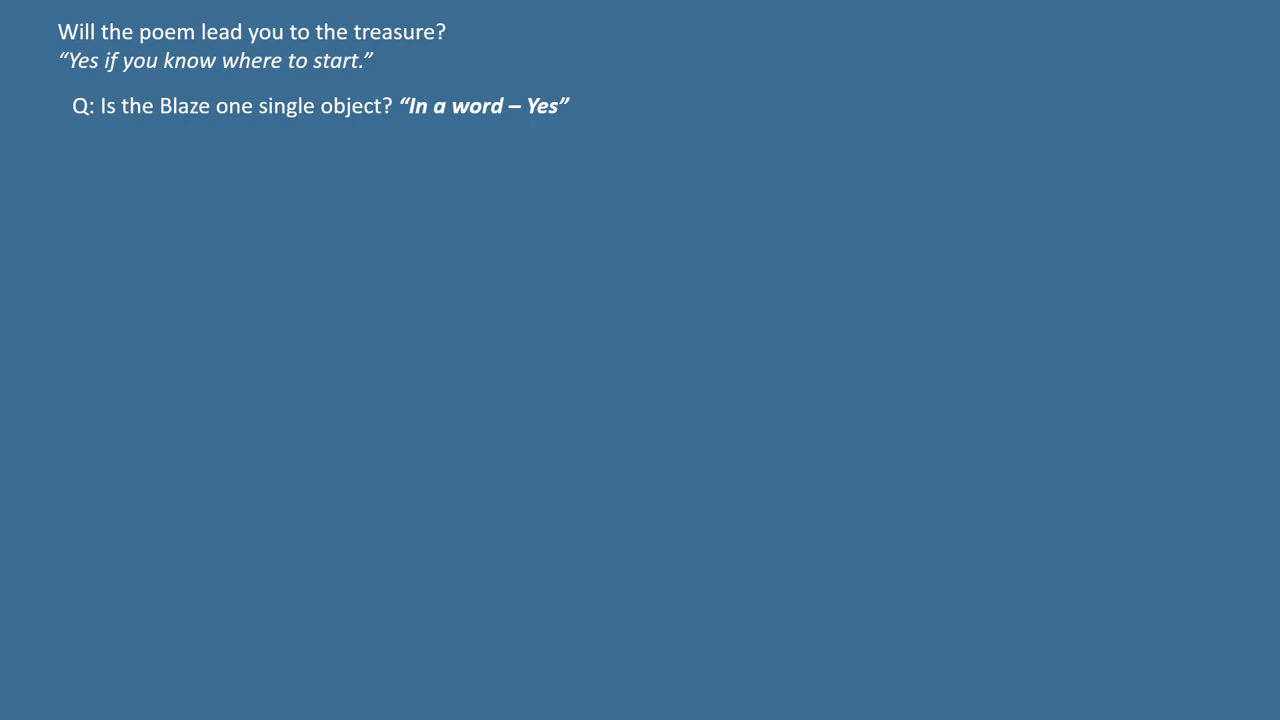 Will the poem lead you to the treasure?
“Yes if you know where to start.”
Q: Is the Blaze one single object? “In a word – Yes”